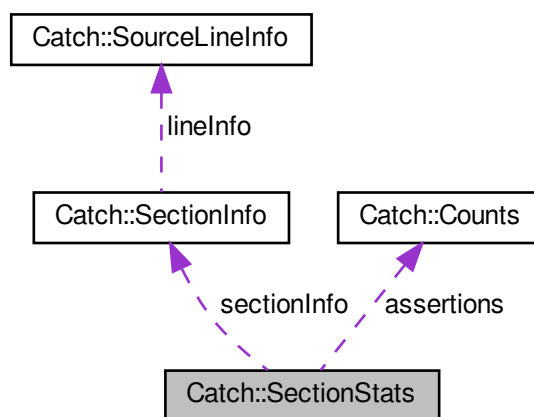 Catch::SourceLineInfo
lineInfo
Catch::SectionInfo
Catch::Counts
sectionInfo
assertions
Catch::SectionStats